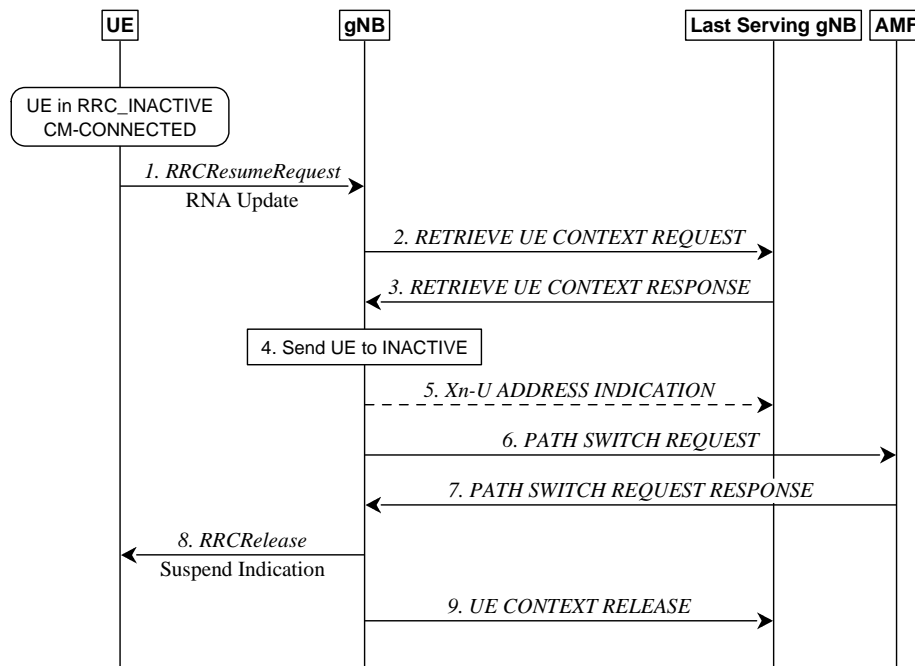 UE
gNB
Last Serving gNB
AMF
UE in RRC_INACTIVE
CM-CONNECTED
1. RRCResumeRequest
RNA Update
2. RETRIEVE UE CONTEXT REQUEST
3. RETRIEVE UE CONTEXT RESPONSE
4. Send UE to INACTIVE
5. Xn-U ADDRESS INDICATION
6. PATH SWITCH REQUEST
7. PATH SWITCH REQUEST RESPONSE
8. RRCRelease
Suspend Indication
9. UE CONTEXT RELEASE